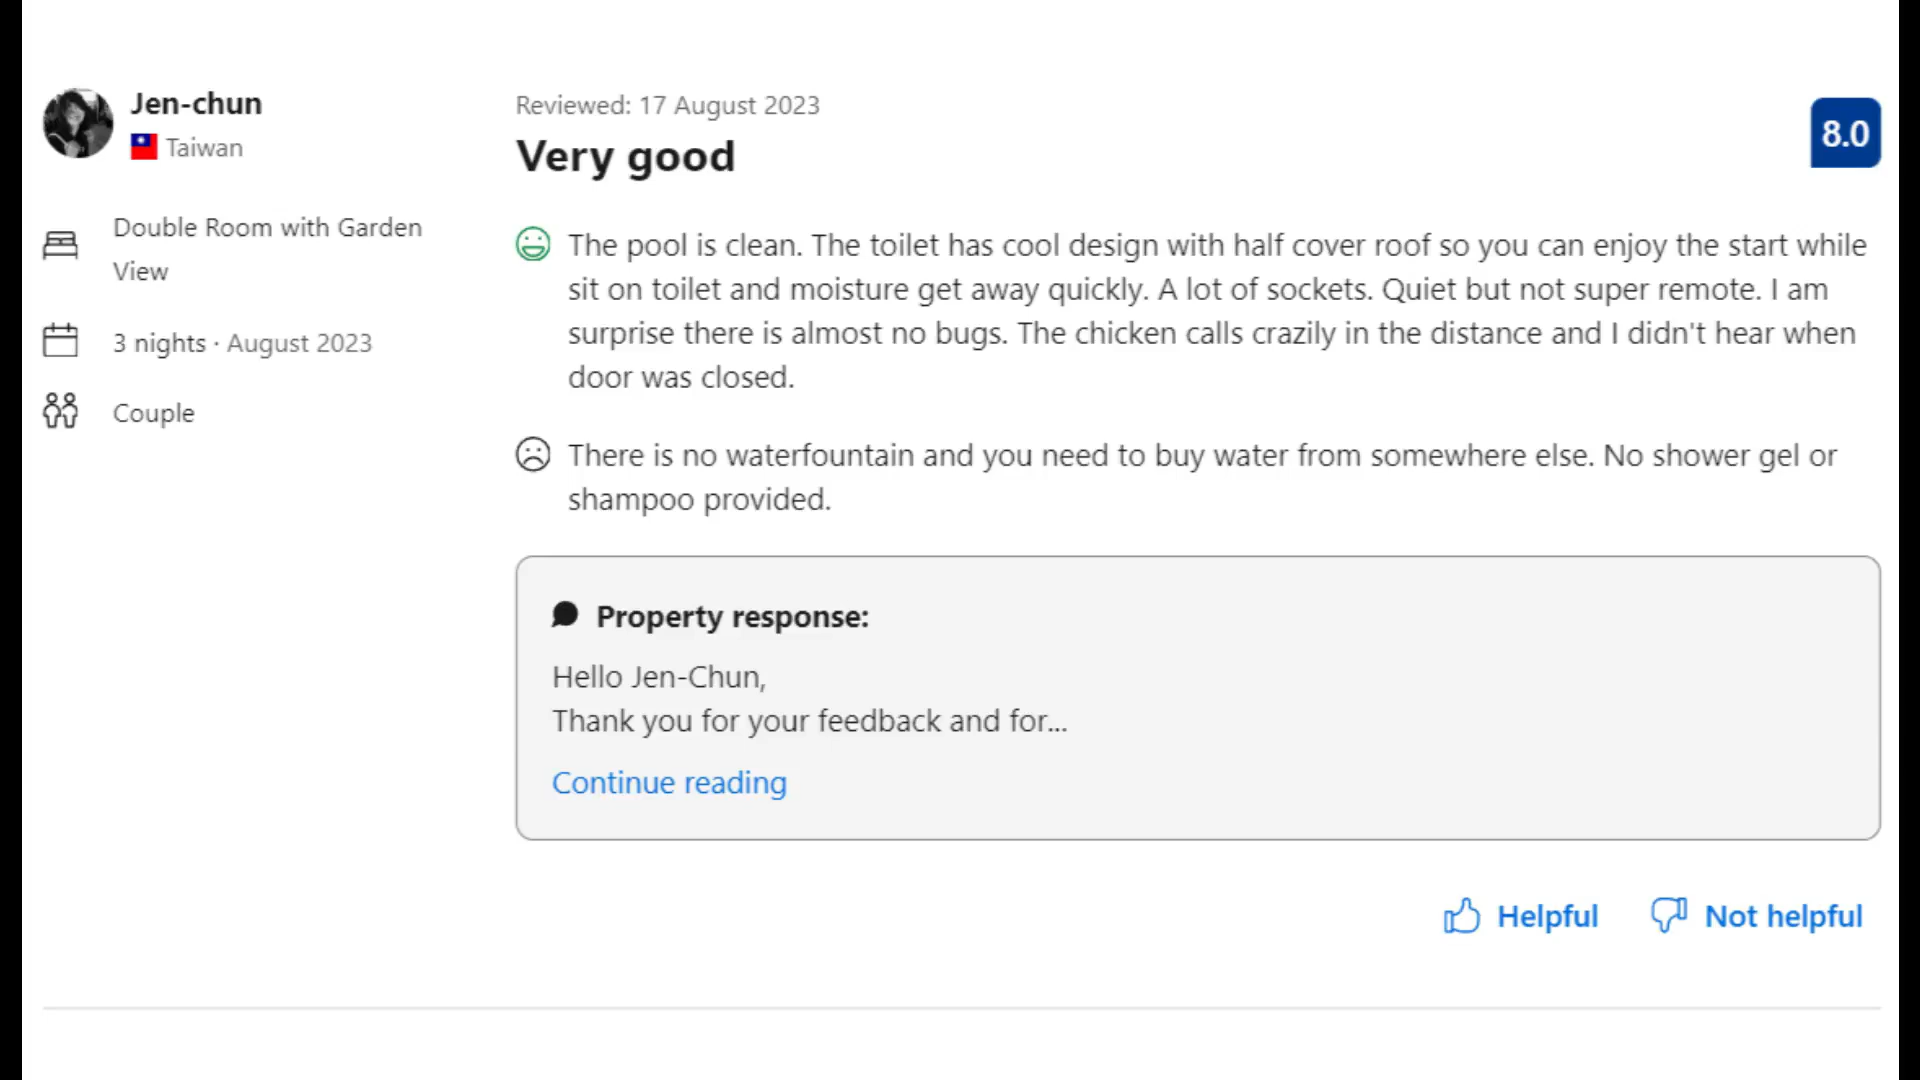 Jen-chun
Taiwan
Double Room with Garden
View
3 nights · August 2023
Couple
Reviewed: 17 August 2023
Very good
8.0
The pool is clean. The toilet has cool design with half cover roof so you can enjoy the start while
sit on toilet and moisture get away quickly. A lot of sockets. Quiet but not super remote. I am
surprise there is almost no bugs. The chicken calls crazily in the distance and I didn't hear when
door was closed.
There is no waterfountain and you need to buy water from somewhere else. No shower gel or
shampoo provided.
Property response:
Hello Jen-Chun,
Thank you for your feedback and for...
Continue reading
Helpful
Not helpful